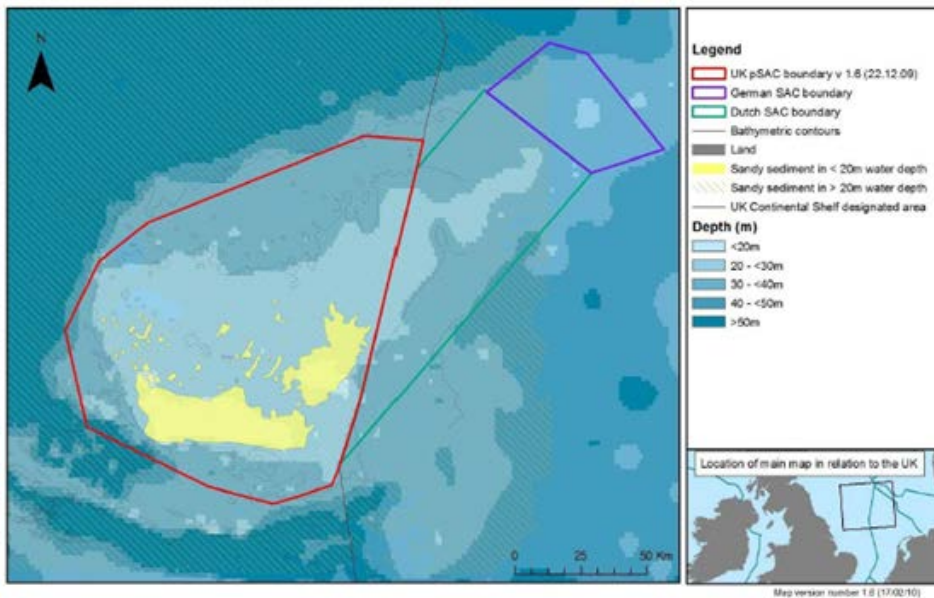 N
Legend
UK pSAC boundary v 1.6 (22.12.09)
German SAC boundary
Dutch SAC boundary
Bathymetric contours
Land
Sandy sediment in < 20m water depth
Sandy sediment in > 20m water depth
UK Continental Shelf designated area
Depth (m)
<20m
20 - <30m
30 - <40m
40 - <50m
>50m
0 25 50 Km
Location of main map in relation to the UK
Map version number 1.6 (17/02/10)